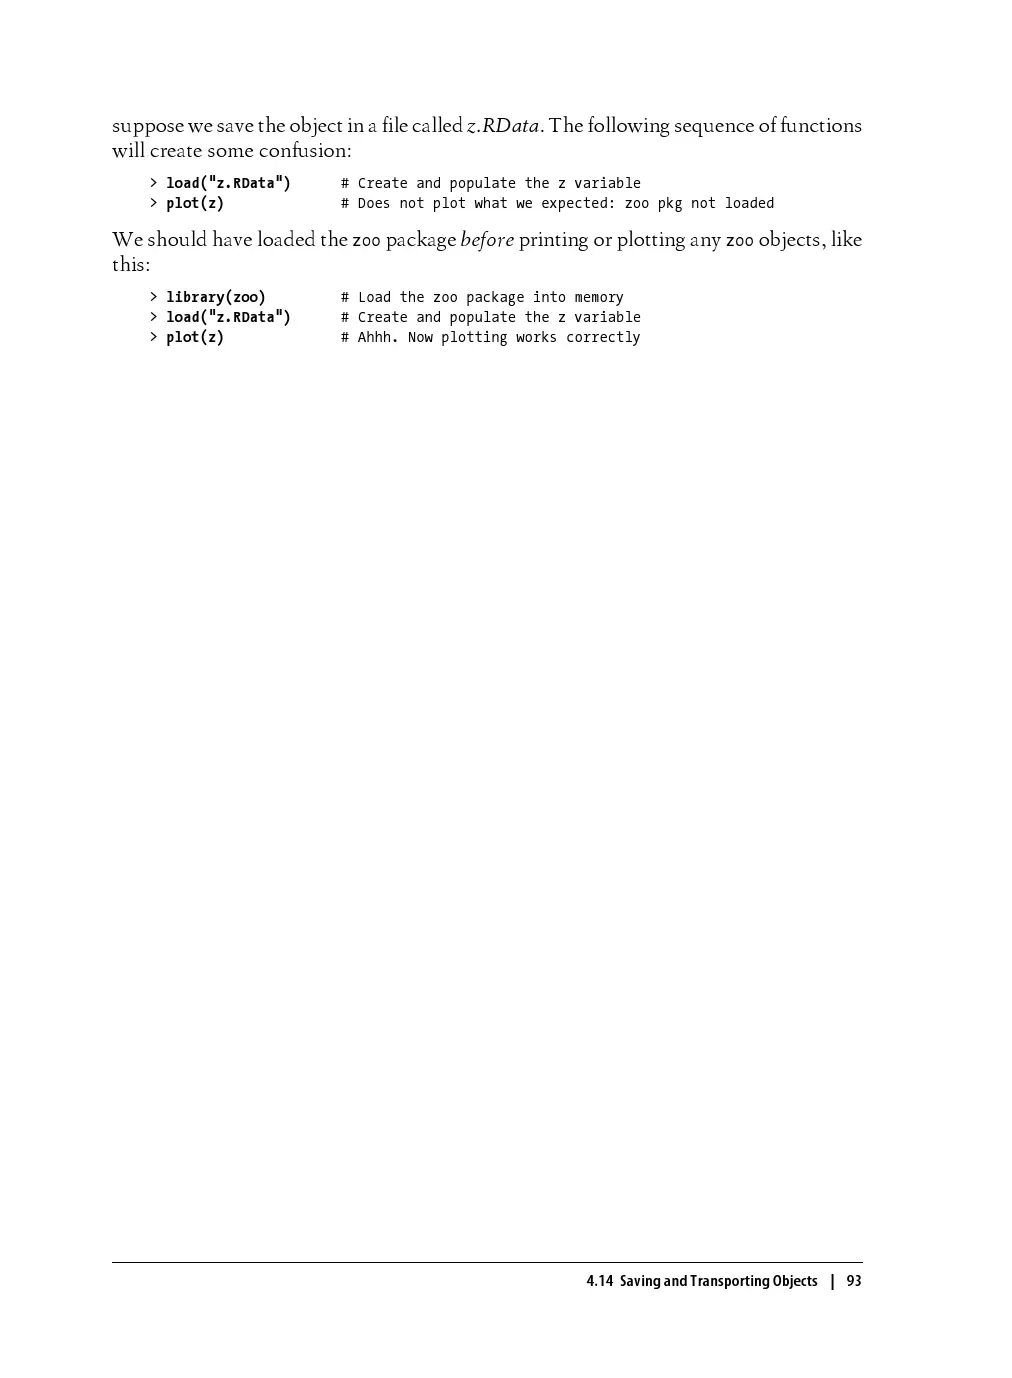 suppose we save the object in a file called z.RData. The following sequence of functions
will create some confusion:
> load("z.RData")      # Create and populate the z variable
> plot(z)              # Does not plot what we expected: zoo pkg not loaded
We should have loaded the zoo package before printing or plotting any zoo objects, like
this:
> library(zoo)         # Load the zoo package into memory
> load("z.RData")      # Create and populate the z variable
> plot(z)              # Ahhh. Now plotting works correctly
4.14 Saving and Transporting Objects | 93